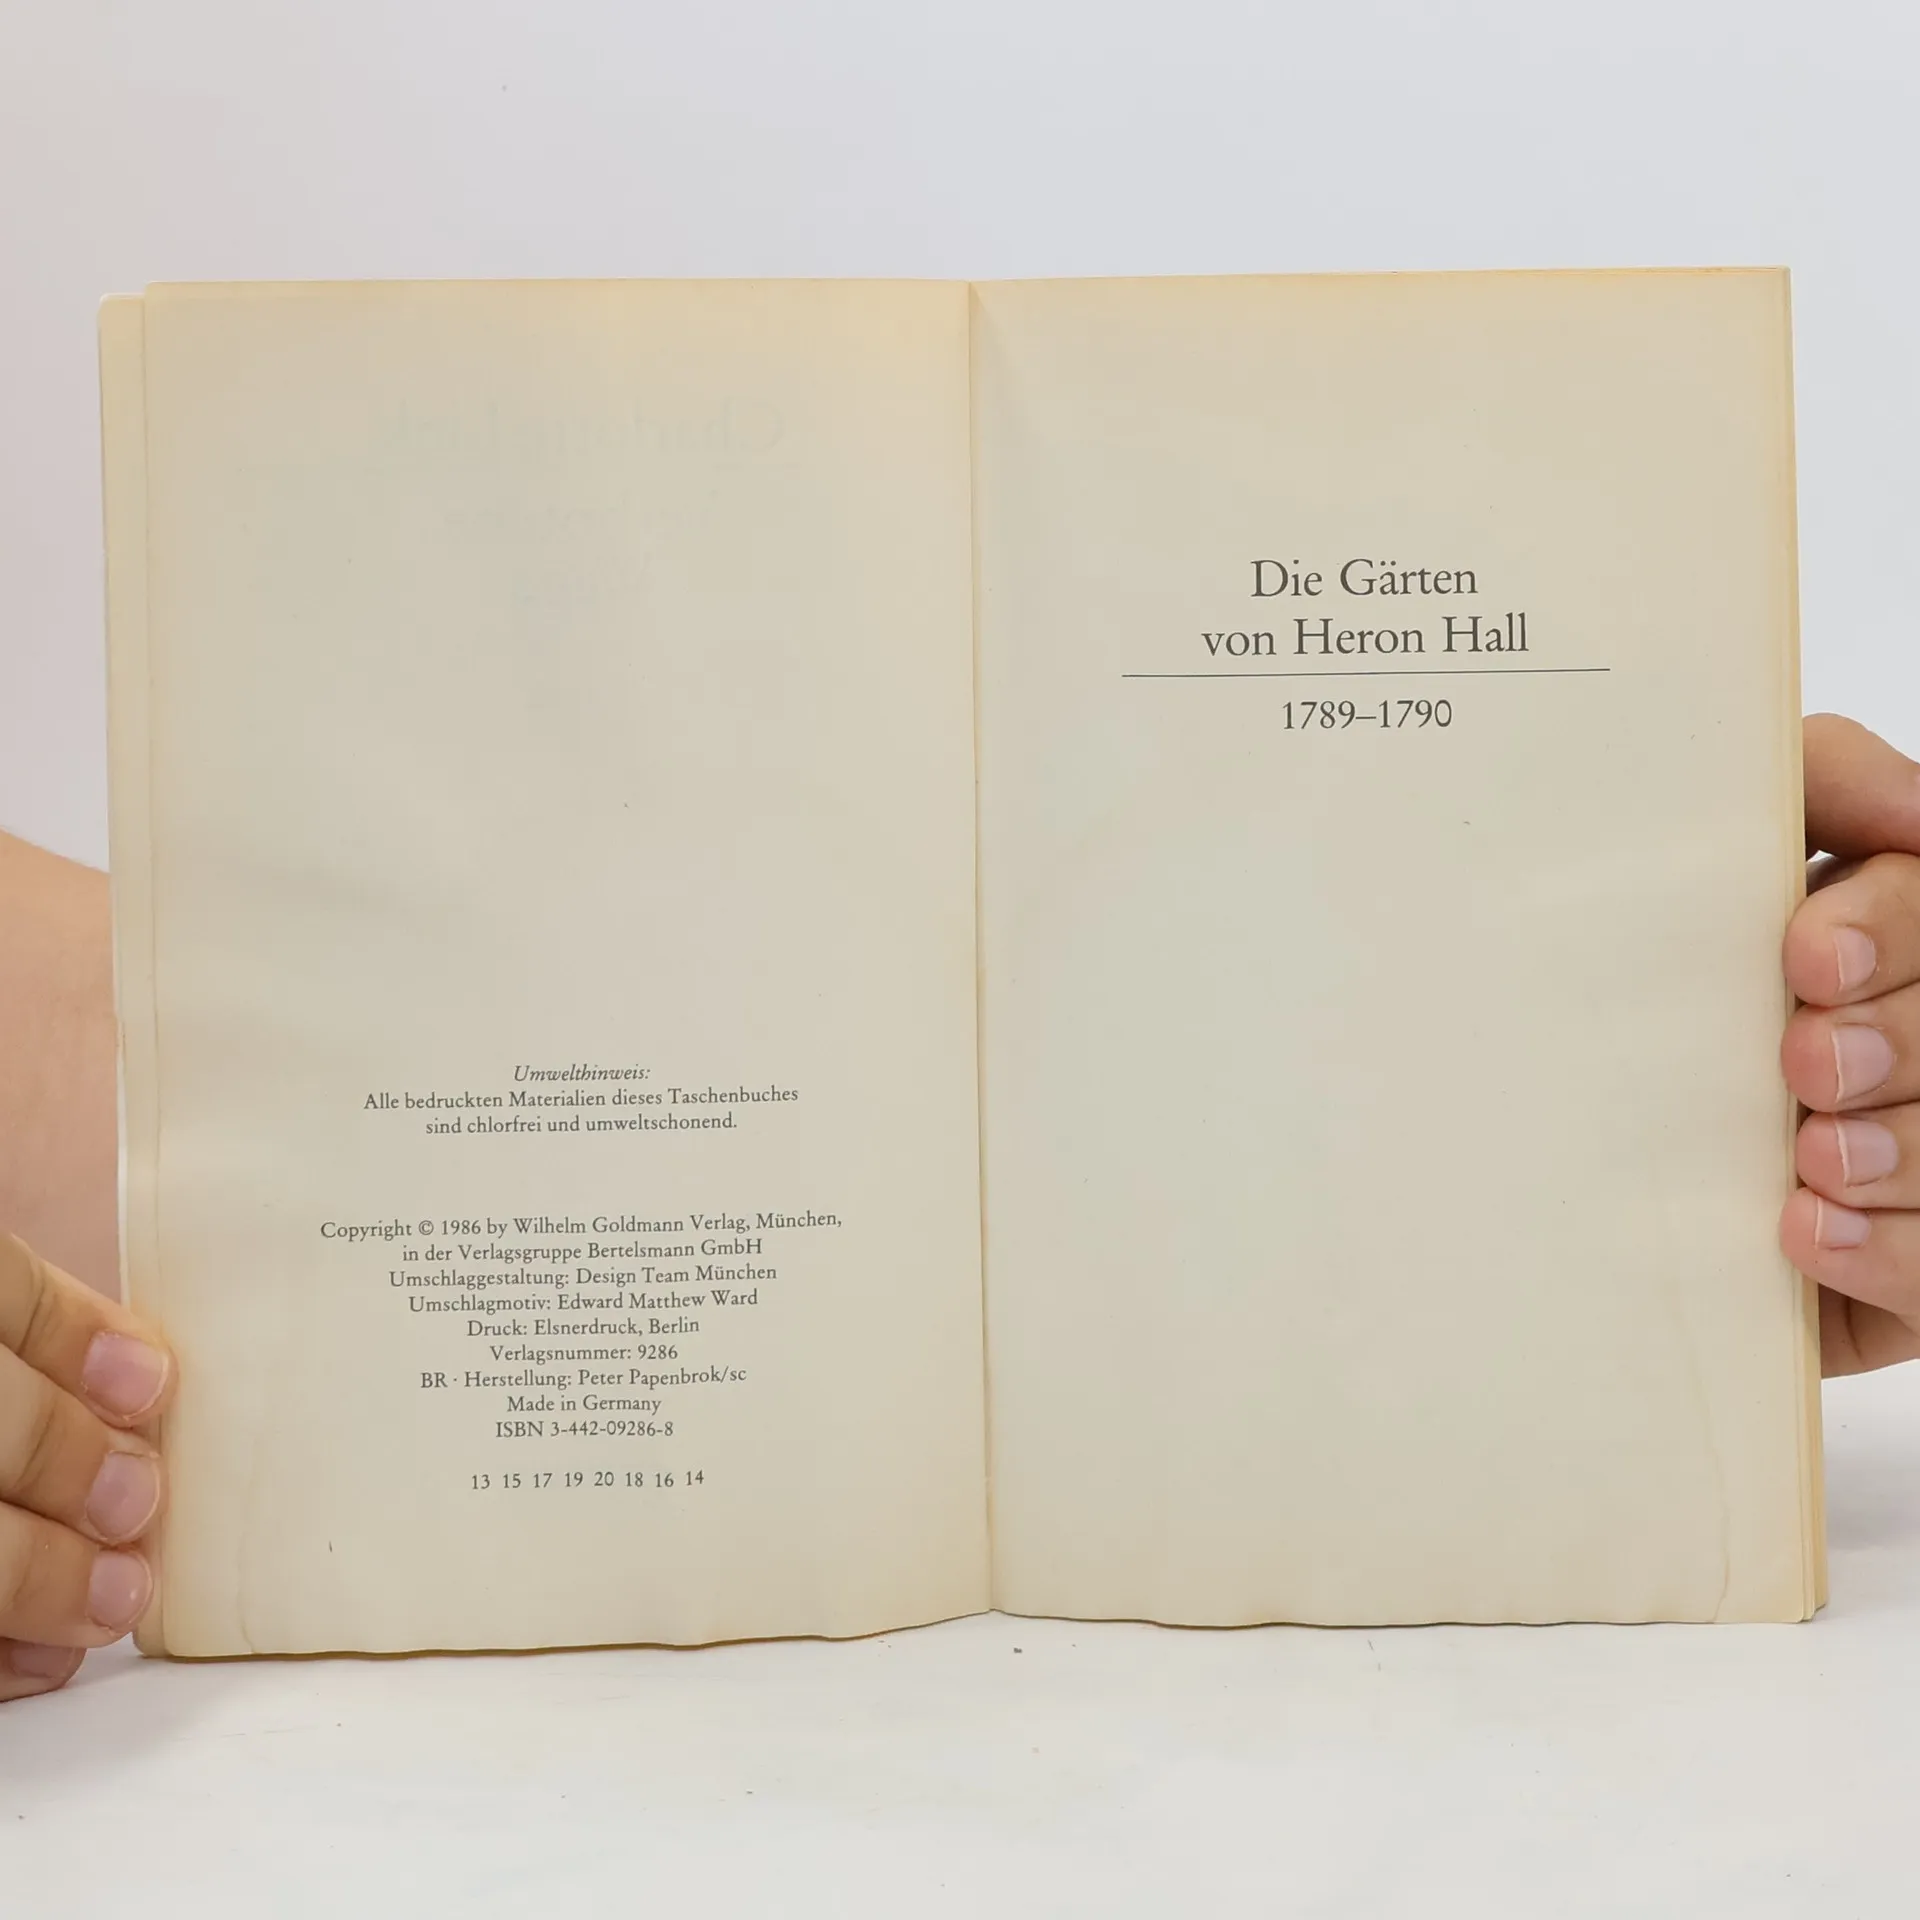 Umwelthinweis:
Alle bedruckten Materialien dieses Taschenbuches
sind chlorfrei und umweltschonend.
Copyright © 1986 by Wilhelm Goldmann Verlag, München,
in der Verlagsgruppe Bertelsmann GmbH
Umschlaggestaltung: Design Team München
Umschlagmotiv: Edward Matthew Ward
Druck: Elsnerdruck, Berlin
Verlagsnummer: 9286
BR · Herstellung: Peter Papenbrok/sc
Made in Germany
ISBN 3-442-09286-8
13 15 17 19 20 18 16 14
Die Gärten
von Heron Hall
1789–1790